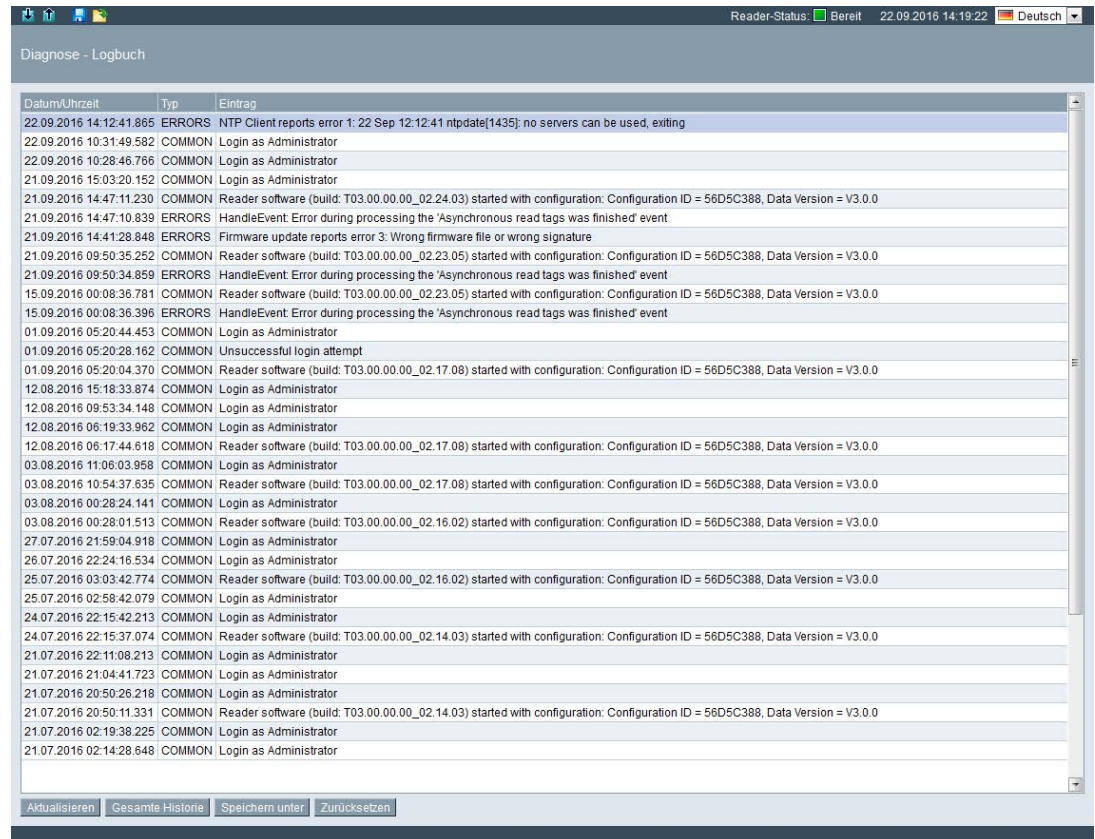 Reader-Status: Bereit 22.09.2016 14:19:22 Deutsch
Diagnose - Logbuch
Datum/Uhrzeit Typ Eintrag
22.09.2016 14:12:41.865 ERRORS NTP Client reports error 1: 22 Sep 12:12:41 ntpdate[1435]: no servers can be used, exiting
22.09.2016 10:31:49.582 COMMON Login as Administrator
22.09.2016 10:28:46.766 COMMON Login as Administrator
21.09.2016 15:03:20.152 COMMON Login as Administrator
21.09.2016 14:47:11.230 COMMON Reader software (build: T03.00.00.00_02.24.03) started with configuration: Configuration ID = 56D5C388, Data Version = V3.0.0
21.09.2016 14:47:10.839 ERRORS HandleEvent: Error during processing the 'Asynchronous read tags was finished' event
21.09.2016 14:41:28.848 ERRORS Firmware update reports error 3: Wrong firmware file or wrong signature
21.09.2016 09:50:35.252 COMMON Reader software (build: T03.00.00.00_02.23.05) started with configuration: Configuration ID = 56D5C388, Data Version = V3.0.0
21.09.2016 09:50:34.859 ERRORS HandleEvent: Error during processing the 'Asynchronous read tags was finished' event
15.09.2016 00:08:36.781 COMMON Reader software (build: T03.00.00.00_02.23.05) started with configuration: Configuration ID = 56D5C388, Data Version = V3.0.0
15.09.2016 00:08:36.396 ERRORS HandleEvent: Error during processing the 'Asynchronous read tags was finished' event
01.09.2016 05:20:44.453 COMMON Login as Administrator
01.09.2016 05:20:28.162 COMMON Unsuccessful login attempt
01.09.2016 05:20:04.370 COMMON Reader software (build: T03.00.00.00_02.17.08) started with configuration: Configuration ID = 56D5C388, Data Version = V3.0.0
12.08.2016 15:18:33.874 COMMON Login as Administrator
12.08.2016 09:53:34.148 COMMON Login as Administrator
12.08.2016 06:19:33.962 COMMON Login as Administrator
12.08.2016 06:17:44.618 COMMON Reader software (build: T03.00.00.00_02.17.08) started with configuration: Configuration ID = 56D5C388, Data Version = V3.0.0
03.08.2016 11:06:03.958 COMMON Login as Administrator
03.08.2016 10:54:37.635 COMMON Reader software (build: T03.00.00.00_02.17.08) started with configuration: Configuration ID = 56D5C388, Data Version = V3.0.0
03.08.2016 00:28:24.141 COMMON Login as Administrator
03.08.2016 00:28:01.513 COMMON Reader software (build: T03.00.00.00_02.16.02) started with configuration: Configuration ID = 56D5C388, Data Version = V3.0.0
27.07.2016 21:59:04.918 COMMON Login as Administrator
26.07.2016 22:24:16.534 COMMON Login as Administrator
25.07.2016 03:03:42.774 COMMON Reader software (build: T03.00.00.00_02.16.02) started with configuration: Configuration ID = 56D5C388, Data Version = V3.0.0
25.07.2016 02:58:42.079 COMMON Login as Administrator
24.07.2016 22:15:42.213 COMMON Login as Administrator
24.07.2016 22:15:37.074 COMMON Reader software (build: T03.00.00.00_02.14.03) started with configuration: Configuration ID = 56D5C388, Data Version = V3.0.0
21.07.2016 22:11:08.213 COMMON Login as Administrator
21.07.2016 21:04:41.723 COMMON Login as Administrator
21.07.2016 20:50:26.218 COMMON Login as Administrator
21.07.2016 20:50:11.331 COMMON Reader software (build: T03.00.00.00_02.14.03) started with configuration: Configuration ID = 56D5C388, Data Version = V3.0.0
21.07.2016 02:19:38.225 COMMON Login as Administrator
21.07.2016 02:14:28.648 COMMON Login as Administrator
Aktualisieren Gesamte Historie Speichern unter Zurücksetzen